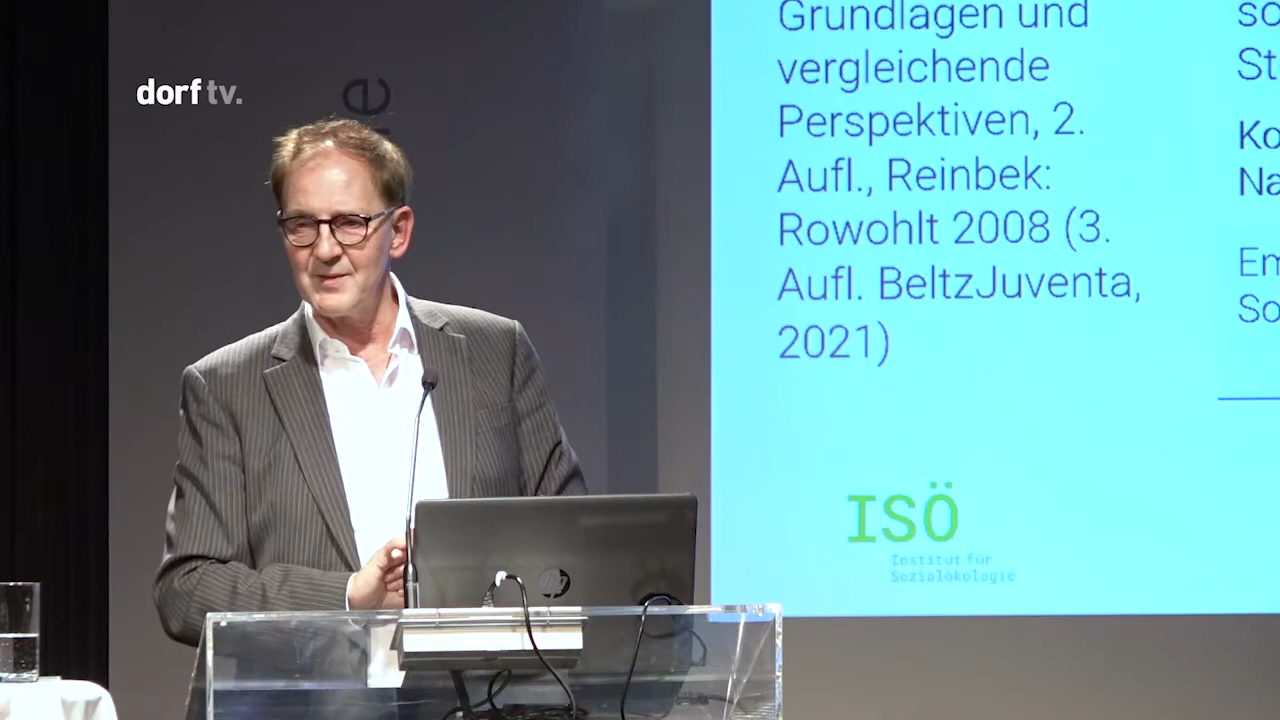 dorf tv.
e
Grundlagen und
vergleichende
Perspektiven, 2.
Aufl., Reinbek:
Rowohlt 2008 (3.
Aufl. BeltzJuventa,
2021)
so
St
Ko
Na
Em
So
ISÖ
Institut für
Sozialökologie
hp